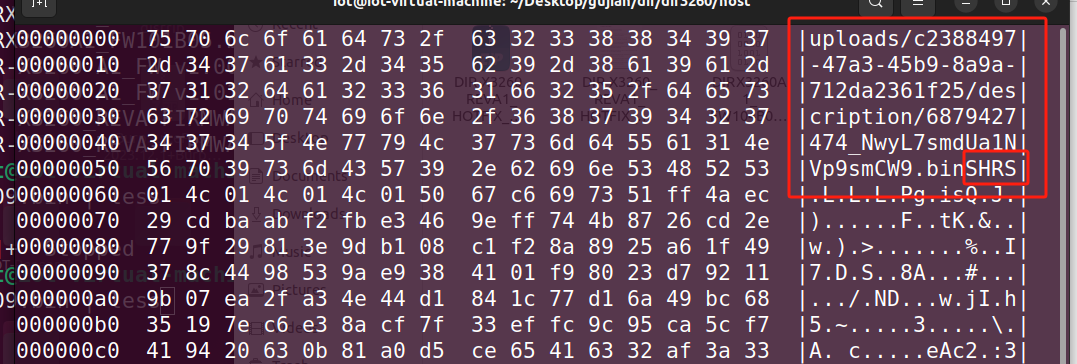 iot@iot-virtual-machine: ~/Desktop/gujian/dir/dir3260/host
00000000 75 70 6c 6f 61 64 73 2f 63 32 33 38 38 34 39 37 |uploads/c2388497|
00000010 2d 34 37 61 33 2d 34 35 62 39 2d 38 61 39 61 2d |-47a3-45b9-8a9a-|
00000020 37 31 32 64 61 32 33 36 31 66 32 35 2f 64 65 73 |712da2361f25/des|
00000030 63 72 69 70 74 69 6f 6e 2f 36 38 37 39 34 32 37 |cription/6879427|
00000040 34 37 34 5f 4e 77 79 4c 37 73 6d 64 55 61 31 4e |474_NwyL7smdUa1N|
00000050 56 70 39 73 6d 43 57 39 2e 62 69 6e 53 48 52 53 |Vp9smCW9.binSHRS|
00000060 01 4c 01 4c 01 4c 01 50 67 c6 69 73 51 ff 4a ec |.L.L.L.Pg.isQ.J.|
00000070 29 cd ba ab f2 fb e3 46 9e ff 74 4b 87 26 cd 2e |)......F..tK.&..|
00000080 77 9f 29 81 3e 9d b1 08 c1 f2 8a 89 25 a6 1f 49 |w.).>.......%..I|
00000090 37 8c 44 98 53 9a e9 38 41 01 f9 80 23 d7 92 11 |7.D.S..8A...#...|
000000a0 9b 07 ea 2f a3 4e 44 d1 84 1c 77 d1 6a 49 bc 68 |.../.ND...w.jI.h|
000000b0 35 19 7e c6 e3 8a cf 7f 33 ef fc 9c 95 ca 5c f7 |5.~.....3.....\.|
000000c0 41 94 20 63 0b 81 a0 d5 ce 65 41 63 32 af 3a 33 |A. c.....eAc2.:3|